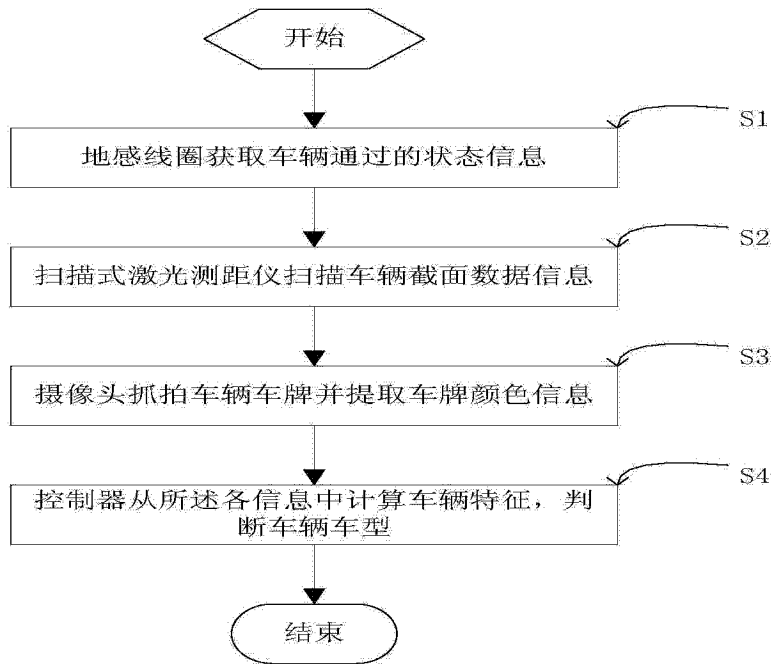 开始
S1
地感线圈获取车辆通过的状态信息
S2
扫描式激光测距仪扫描车辆截面数据信息
S3
摄像头抓拍车辆车牌并提取车牌颜色信息
S4
控制器从所述各信息中计算车辆特征，判
断车辆车型
结束